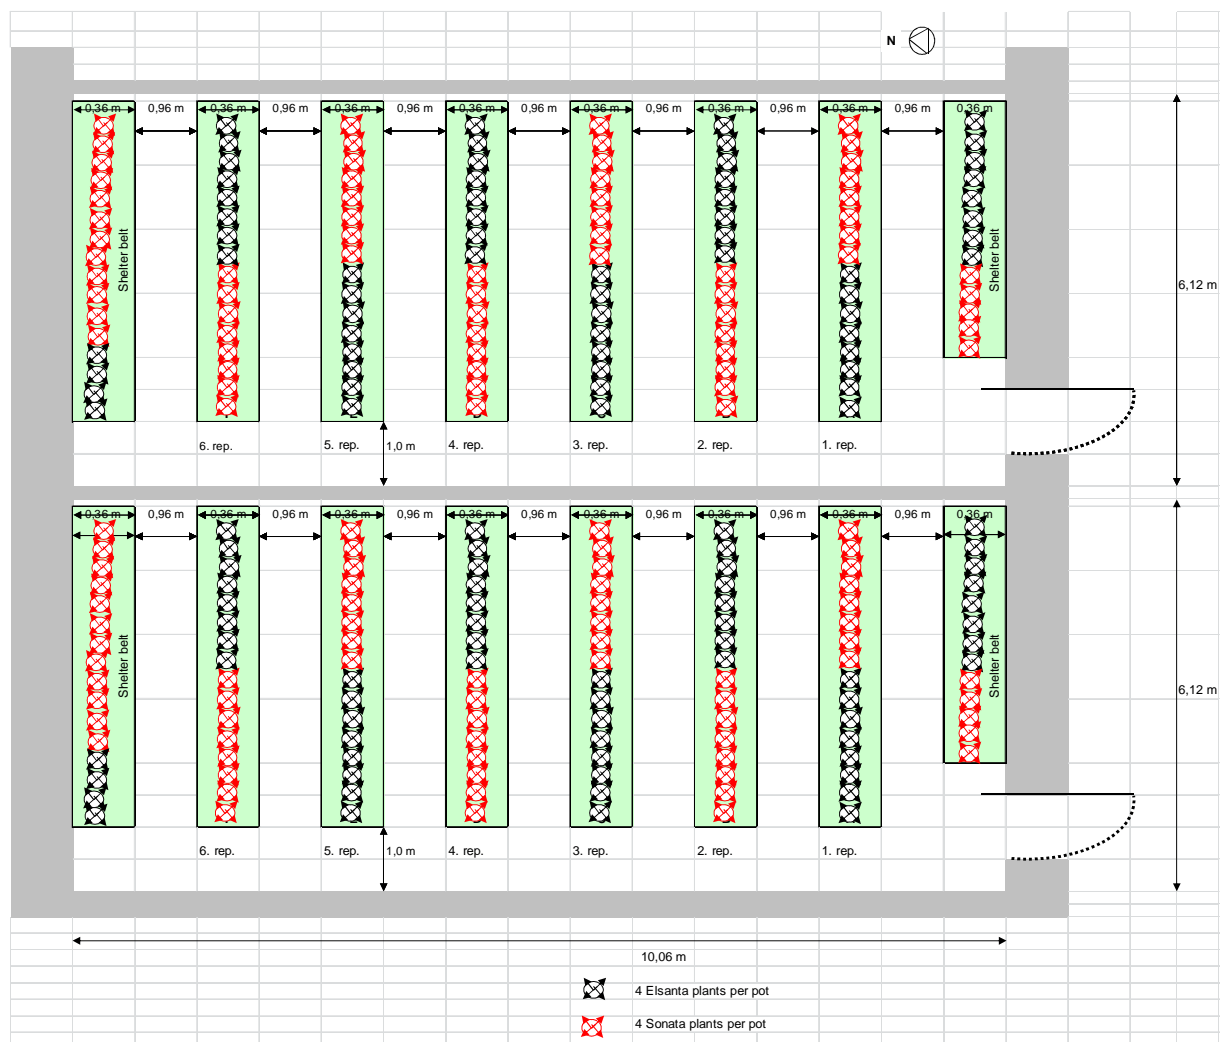 N
0,36 m 0,96 m 0,36 m 0,96 m 0,36 m 0,96 m 0,36 m 0,96 m 0,36 m 0,96 m 0,36 m 0,96 m 0,36 m 0,96 m 0,36 m
Shelter belt
Shelter belt
6,12 m
6. rep. 5. rep. 1,0 m 4. rep. 3. rep. 2. rep. 1. rep.
0,36 m 0,96 m 0,36 m 0,96 m 0,36 m 0,96 m 0,36 m 0,96 m 0,36 m 0,96 m 0,36 m 0,96 m 0,36 m 0,96 m 0,36 m
Shelter belt
Shelter belt
6,12 m
6. rep. 5. rep. 1,0 m 4. rep. 3. rep. 2. rep. 1. rep.
10,06 m
4 Elsanta plants per pot
4 Sonata plants per pot